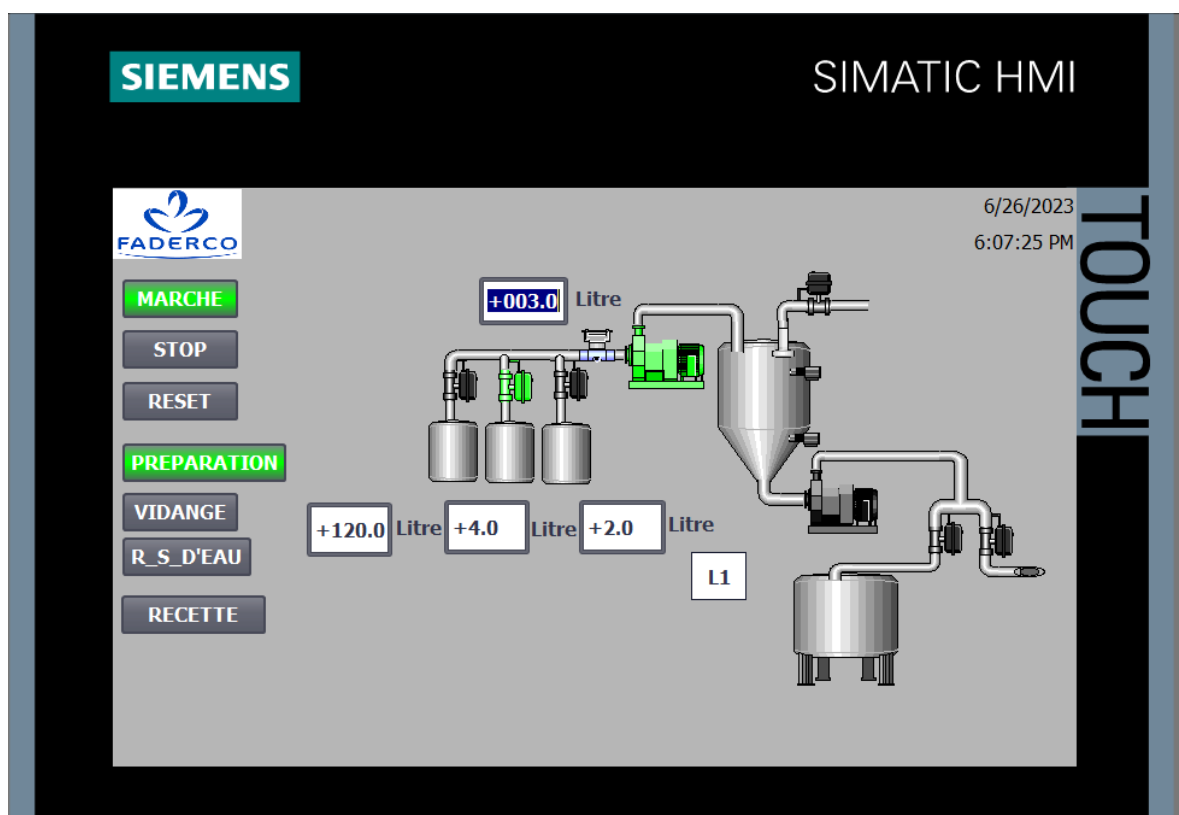 SIEMENS
SIMATIC HMI
TOUCH
FADERCO
6/26/2023
6:07:25 PM
MARCHE
STOP
RESET
PREPARATION
VIDANGE
R_S_D'EAU
RECETTE
+003.0 Litre
+120.0 Litre +4.0 Litre +2.0 Litre
L1